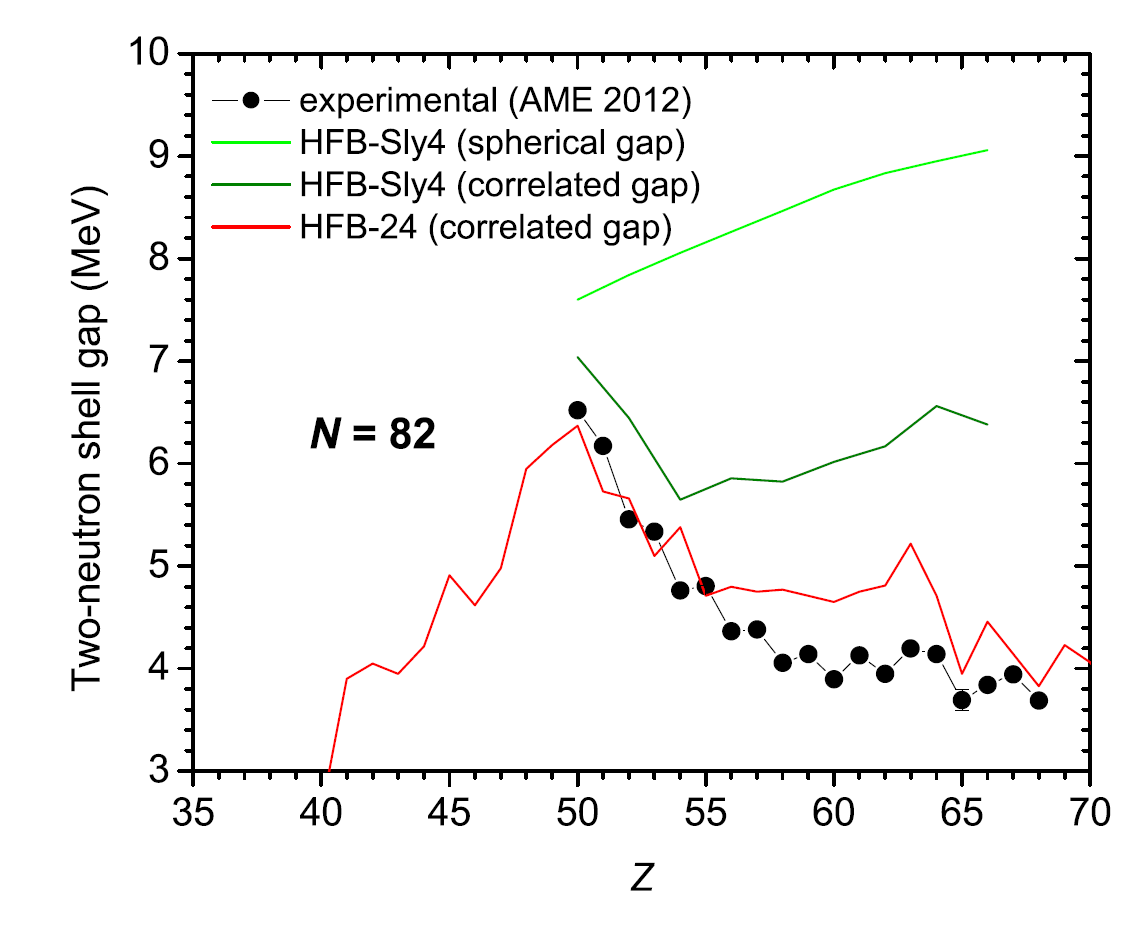 10
9
8
7
6
5
4
3
Two-neutron shell gap (MeV)
experimental (AME 2012)
HFB-Sly4 (spherical gap)
HFB-Sly4 (correlated gap)
HFB-24 (correlated gap)
N = 82
35 40 45 50 55 60 65 70
Z